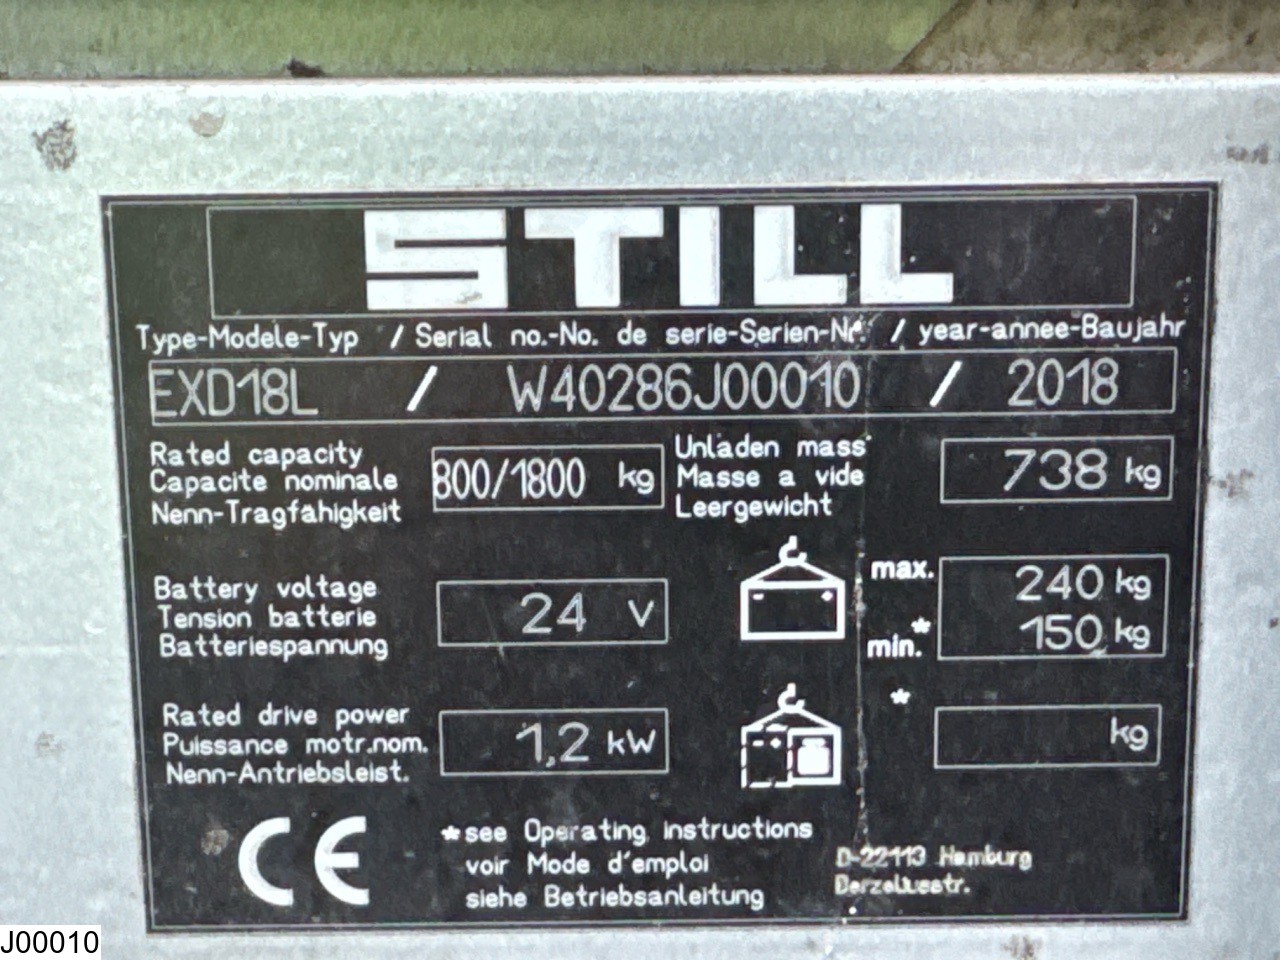 STILL
Type-Modele-Typ / Serial no.-No. de serie-Serien-Nr. / year-annee-Baujahr
EXD18L / W40286J00010 / 2018
Rated capacity
Capacite nominale
Nenn-Tragfähigkeit
800/1800 kg
Unladen mass
Masse a vide
Leergewicht
738 kg
Battery voltage
Tension batterie
Batteriespannung
24 V
max. 240 kg
min.* 150 kg
Rated drive power
Puissance motr.nom.
Nenn-Antriebsleist.
1,2 kW
* kg
CE
*see Operating instructions
voir Mode d'emploi
siehe Betriebsanleitung
D-22113 Hamburg
J00010